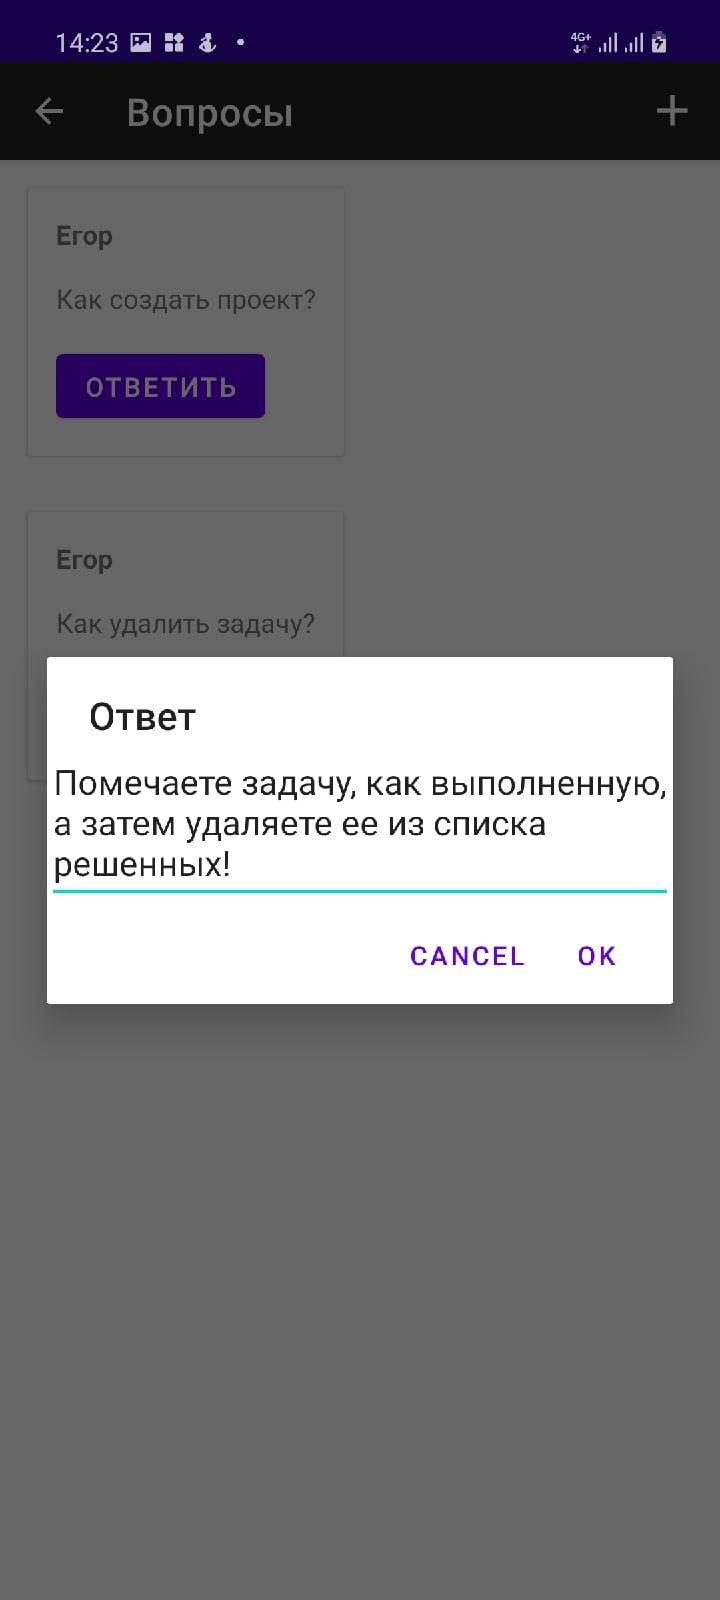 14:23
4G+
Вопросы
Егор
Как создать проект?
ОТВЕТИТЬ
Егор
Как удалить задачу?
Ответ
Помечаете задачу, как выполненную,
а затем удаляете ее из списка
решенных!
CANCEL OK